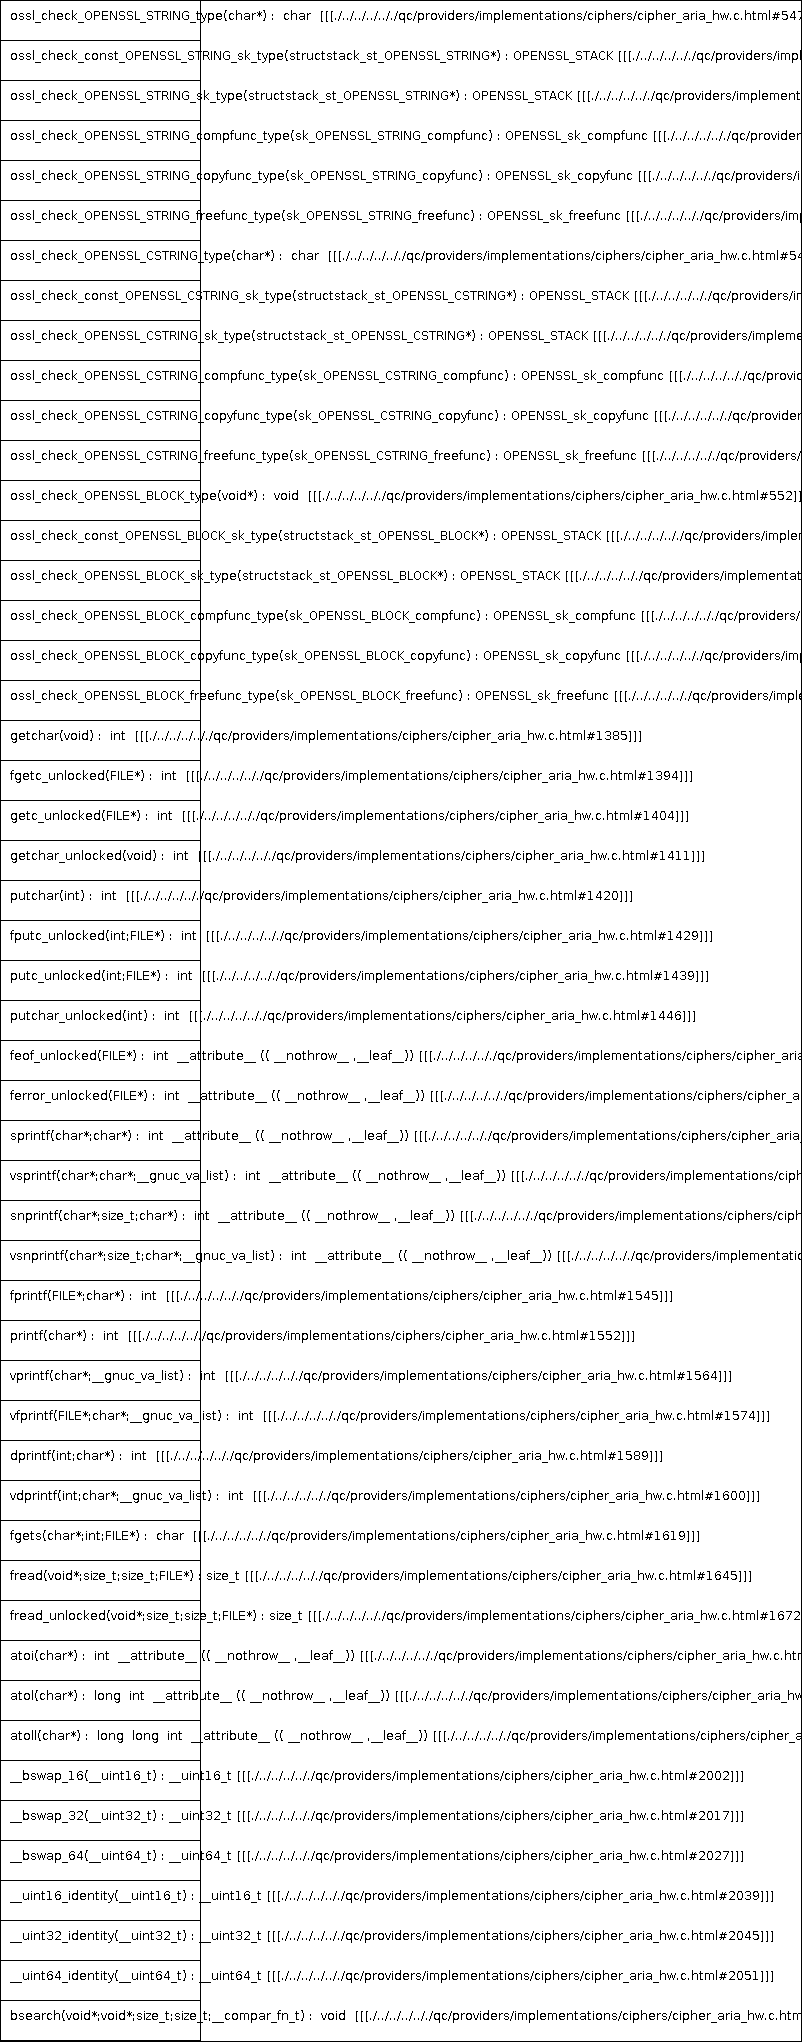 ossl_check_OPENSSL_STRING_type(char*) : char [[[./../../../../../qc/providers/implementations/ciphers/cipher_aria_hw.c.html#547
ossl_check_const_OPENSSL_STRING_sk_type(structstack_st_OPENSSL_STRING*) : OPENSSL_STACK [[[./../../../../../qc/providers/impl
ossl_check_OPENSSL_STRING_sk_type(structstack_st_OPENSSL_STRING*) : OPENSSL_STACK [[[./../../../../../qc/providers/implement
ossl_check_OPENSSL_STRING_compfunc_type(sk_OPENSSL_STRING_compfunc) : OPENSSL_sk_compfunc [[[./../../../../../qc/provider
ossl_check_OPENSSL_STRING_copyfunc_type(sk_OPENSSL_STRING_copyfunc) : OPENSSL_sk_copyfunc [[[./../../../../../qc/providers/i
ossl_check_OPENSSL_STRING_freefunc_type(sk_OPENSSL_STRING_freefunc) : OPENSSL_sk_freefunc [[[./../../../../../qc/providers/imp
ossl_check_OPENSSL_CSTRING_type(char*) : char [[[./../../../../../qc/providers/implementations/ciphers/cipher_aria_hw.c.html#54
ossl_check_const_OPENSSL_CSTRING_sk_type(structstack_st_OPENSSL_CSTRING*) : OPENSSL_STACK [[[./../../../../../qc/providers/in
ossl_check_OPENSSL_CSTRING_sk_type(structstack_st_OPENSSL_CSTRING*) : OPENSSL_STACK [[[./../../../../../qc/providers/impleme
ossl_check_OPENSSL_CSTRING_compfunc_type(sk_OPENSSL_CSTRING_compfunc) : OPENSSL_sk_compfunc [[[./../../../../../qc/provid
ossl_check_OPENSSL_CSTRING_copyfunc_type(sk_OPENSSL_CSTRING_copyfunc) : OPENSSL_sk_copyfunc [[[./../../../../../qc/provider
ossl_check_OPENSSL_CSTRING_freefunc_type(sk_OPENSSL_CSTRING_freefunc) : OPENSSL_sk_freefunc [[[./../../../../../qc/providers/
ossl_check_OPENSSL_BLOCK_type(void*) : void [[[./../../../../../qc/providers/implementations/ciphers/cipher_aria_hw.c.html#552]]
ossl_check_const_OPENSSL_BLOCK_sk_type(structstack_st_OPENSSL_BLOCK*) : OPENSSL_STACK [[[./../../../../../qc/providers/implem
ossl_check_OPENSSL_BLOCK_sk_type(structstack_st_OPENSSL_BLOCK*) : OPENSSL_STACK [[[./../../../../../qc/providers/implementat
ossl_check_OPENSSL_BLOCK_compfunc_type(sk_OPENSSL_BLOCK_compfunc) : OPENSSL_sk_compfunc [[[./../../../../../qc/providers/
ossl_check_OPENSSL_BLOCK_copyfunc_type(sk_OPENSSL_BLOCK_copyfunc) : OPENSSL_sk_copyfunc [[[./../../../../../qc/providers/imp
ossl_check_OPENSSL_BLOCK_freefunc_type(sk_OPENSSL_BLOCK_freefunc) : OPENSSL_sk_freefunc [[[./../../../../../qc/providers/imple
getchar(void) : int [[[./../../../../../qc/providers/implementations/ciphers/cipher_aria_hw.c.html#1385]]]
fgetc_unlocked(FILE*) : int [[[./../../../../../qc/providers/implementations/ciphers/cipher_aria_hw.c.html#1394]]]
getc_unlocked(FILE*) : int [[[./../../../../../qc/providers/implementations/ciphers/cipher_aria_hw.c.html#1404]]]
getchar_unlocked(void) : int [[[./../../../../../qc/providers/implementations/ciphers/cipher_aria_hw.c.html#1411]]]
putchar(int) : int [[[./../../../../../qc/providers/implementations/ciphers/cipher_aria_hw.c.html#1420]]]
fputc_unlocked(int;FILE*) : int [[[./../../../../../qc/providers/implementations/ciphers/cipher_aria_hw.c.html#1429]]]
putc_unlocked(int;FILE*) : int [[[./../../../../../qc/providers/implementations/ciphers/cipher_aria_hw.c.html#1439]]]
putchar_unlocked(int) : int [[[./../../../../../qc/providers/implementations/ciphers/cipher_aria_hw.c.html#1446]]]
feof_unlocked(FILE*) : int __attribute__ (( __nothrow__ ,__leaf__)) [[[./../../../../../qc/providers/implementations/ciphers/cipher_aria
ferror_unlocked(FILE*) : int __attribute__ (( __nothrow__ ,__leaf__)) [[[./../../../../../qc/providers/implementations/ciphers/cipher_a
sprintf(char*;char*) : int __attribute__ (( __nothrow__ ,__leaf__)) [[[./../../../../../qc/providers/implementations/ciphers/cipher_aria_
vsprintf(char*;char*;__gnuc_va_list) : int __attribute__ (( __nothrow__ ,__leaf__)) [[[./../../../../../qc/providers/implementations/ciph
snprintf(char*;size_t;char*) : int __attribute__ (( __nothrow__ ,__leaf__)) [[[./../../../../../qc/providers/implementations/ciphers/ciph
vsnprintf(char*;size_t;char*;__gnuc_va_list) : int __attribute__ (( __nothrow__ ,__leaf__)) [[[./../../../../../qc/providers/implementatio
fprintf(FILE*;char*) : int [[[./../../../../../qc/providers/implementations/ciphers/cipher_aria_hw.c.html#1545]]]
printf(char*) : int [[[./../../../../../qc/providers/implementations/ciphers/cipher_aria_hw.c.html#1552]]]
vprintf(char*;__gnuc_va_list) : int [[[./../../../../../qc/providers/implementations/ciphers/cipher_aria_hw.c.html#1564]]]
vfprintf(FILE*;char*;__gnuc_va_list) : int [[[./../../../../../qc/providers/implementations/ciphers/cipher_aria_hw.c.html#1574]]]
dprintf(int;char*) : int [[[./../../../../../qc/providers/implementations/ciphers/cipher_aria_hw.c.html#1589]]]
vdprintf(int;char*;__gnuc_va_list) : int [[[./../../../../../qc/providers/implementations/ciphers/cipher_aria_hw.c.html#1600]]]
fgets(char*;int;FILE*) : char [[[./../../../../../qc/providers/implementations/ciphers/cipher_aria_hw.c.html#1619]]]
fread(void*;size_t;size_t;FILE*) : size_t [[[./../../../../../qc/providers/implementations/ciphers/cipher_aria_hw.c.html#1645]]]
fread_unlocked(void*;size_t;size_t;FILE*) : size_t [[[./../../../../../qc/providers/implementations/ciphers/cipher_aria_hw.c.html#1672
atoi(char*) : int __attribute__ (( __nothrow__ ,__leaf__)) [[[./../../../../../qc/providers/implementations/ciphers/cipher_aria_hw.c.htm
atol(char*) : long int __attribute__ (( __nothrow__ ,__leaf__)) [[[./../../../../../qc/providers/implementations/ciphers/cipher_aria_hw
atoll(char*) : long long int __attribute__ (( __nothrow__ ,__leaf__)) [[[./../../../../../qc/providers/implementations/ciphers/cipher_a
__bswap_16(__uint16_t) : __uint16_t [[[./../../../../../qc/providers/implementations/ciphers/cipher_aria_hw.c.html#2002]]]
__bswap_32(__uint32_t) : __uint32_t [[[./../../../../../qc/providers/implementations/ciphers/cipher_aria_hw.c.html#2017]]]
__bswap_64(__uint64_t) : __uint64_t [[[./../../../../../qc/providers/implementations/ciphers/cipher_aria_hw.c.html#2027]]]
__uint16_identity(__uint16_t) : __uint16_t [[[./../../../../../qc/providers/implementations/ciphers/cipher_aria_hw.c.html#2039]]]
__uint32_identity(__uint32_t) : __uint32_t [[[./../../../../../qc/providers/implementations/ciphers/cipher_aria_hw.c.html#2045]]]
__uint64_identity(__uint64_t) : __uint64_t [[[./../../../../../qc/providers/implementations/ciphers/cipher_aria_hw.c.html#2051]]]
bsearch(void*;void*;size_t;size_t;__compar_fn_t) : void [[[./../../../../../qc/providers/implementations/ciphers/cipher_aria_hw.c.htm